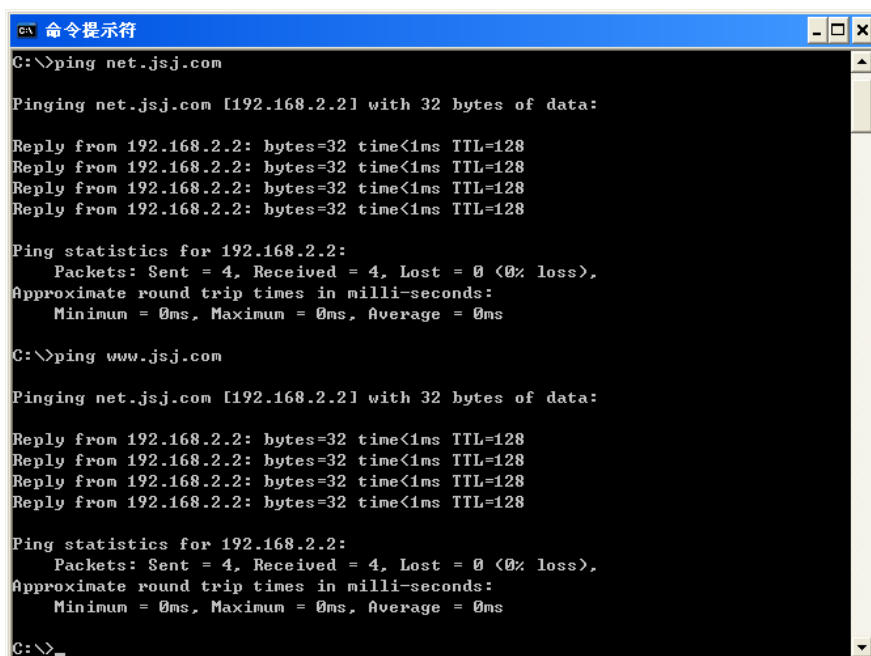 命令提示符
C:\>ping net.jsj.com
Pinging net.jsj.com [192.168.2.2] with 32 bytes of data:
Reply from 192.168.2.2: bytes=32 time<1ms TTL=128
Reply from 192.168.2.2: bytes=32 time<1ms TTL=128
Reply from 192.168.2.2: bytes=32 time<1ms TTL=128
Reply from 192.168.2.2: bytes=32 time<1ms TTL=128
Ping statistics for 192.168.2.2:
Packets: Sent = 4, Received = 4, Lost = 0 (0% loss),
Approximate round trip times in milli-seconds:
Minimum = 0ms, Maximum = 0ms, Average = 0ms
C:\>ping www.jsj.com
Pinging net.jsj.com [192.168.2.2] with 32 bytes of data:
Reply from 192.168.2.2: bytes=32 time<1ms TTL=128
Reply from 192.168.2.2: bytes=32 time<1ms TTL=128
Reply from 192.168.2.2: bytes=32 time<1ms TTL=128
Reply from 192.168.2.2: bytes=32 time<1ms TTL=128
Ping statistics for 192.168.2.2:
Packets: Sent = 4, Received = 4, Lost = 0 (0% loss),
Approximate round trip times in milli-seconds:
Minimum = 0ms, Maximum = 0ms, Average = 0ms
C:\>_